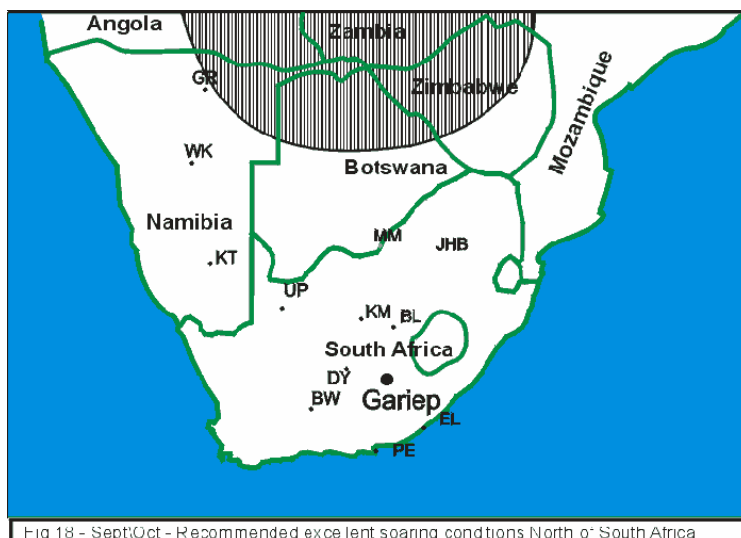 Angola
Zambia
GR
Zimbabwe
Mozambique
WK
Botswana
Namibia
MM
JHB
KT
UP
KM
BL
South Africa
DY
BW
Gariep
EL
PE
Fig 18 - Sept\Oct - Recommended excellent soaring condtions North of South Africa